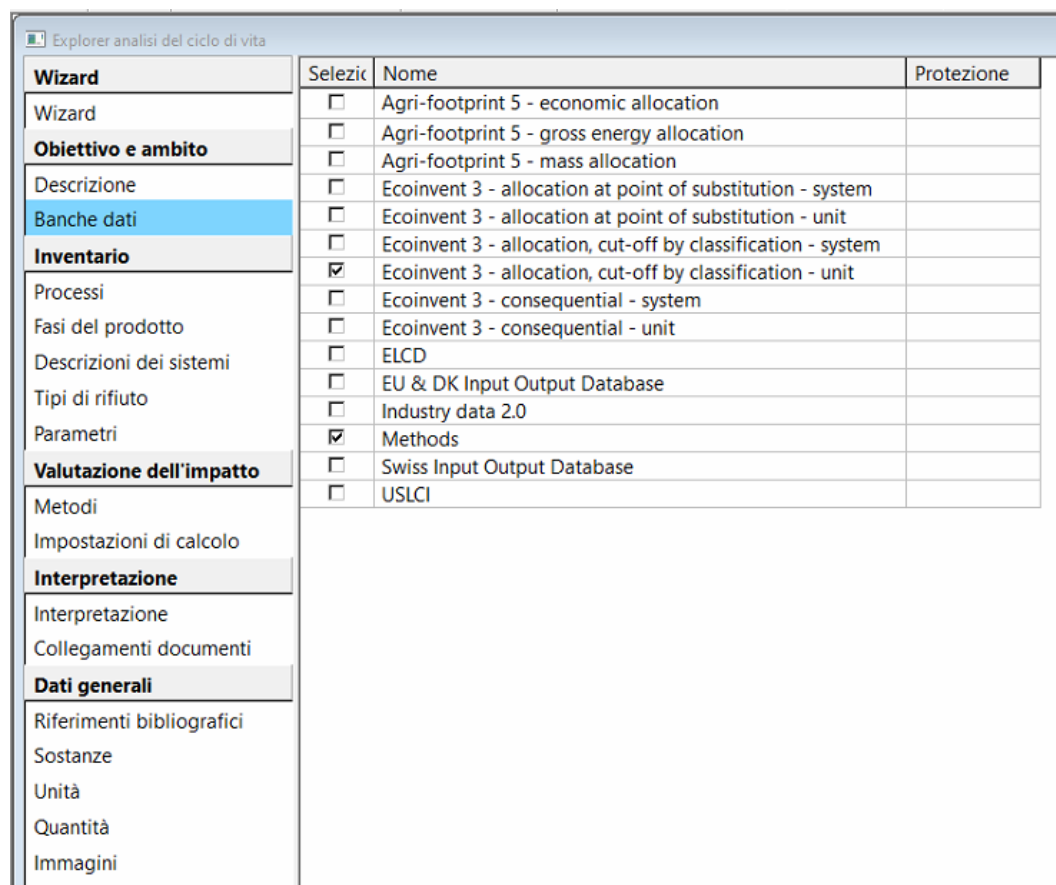 Explorer analisi del ciclo di vita
Wizard
Wizard
Obiettivo e ambito
Descrizione
Banche dati
Inventario
Processi
Fasi del prodotto
Descrizioni dei sistemi
Tipi di rifiuto
Parametri
Valutazione dell'impatto
Metodi
Impostazioni di calcolo
Interpretazione
Interpretazione
Collegamenti documenti
Dati generali
Riferimenti bibliografici
Sostanze
Unità
Quantità
Immagini
Selezic Nome Protezione
Agri-footprint 5 - economic allocation
Agri-footprint 5 - gross energy allocation
Agri-footprint 5 - mass allocation
Ecoinvent 3 - allocation at point of substitution - system
Ecoinvent 3 - allocation at point of substitution - unit
Ecoinvent 3 - allocation, cut-off by classification - system
Ecoinvent 3 - allocation, cut-off by classification - unit
Ecoinvent 3 - consequential - system
Ecoinvent 3 - consequential - unit
ELCD
EU & DK Input Output Database
Industry data 2.0
Methods
Swiss Input Output Database
USLCI